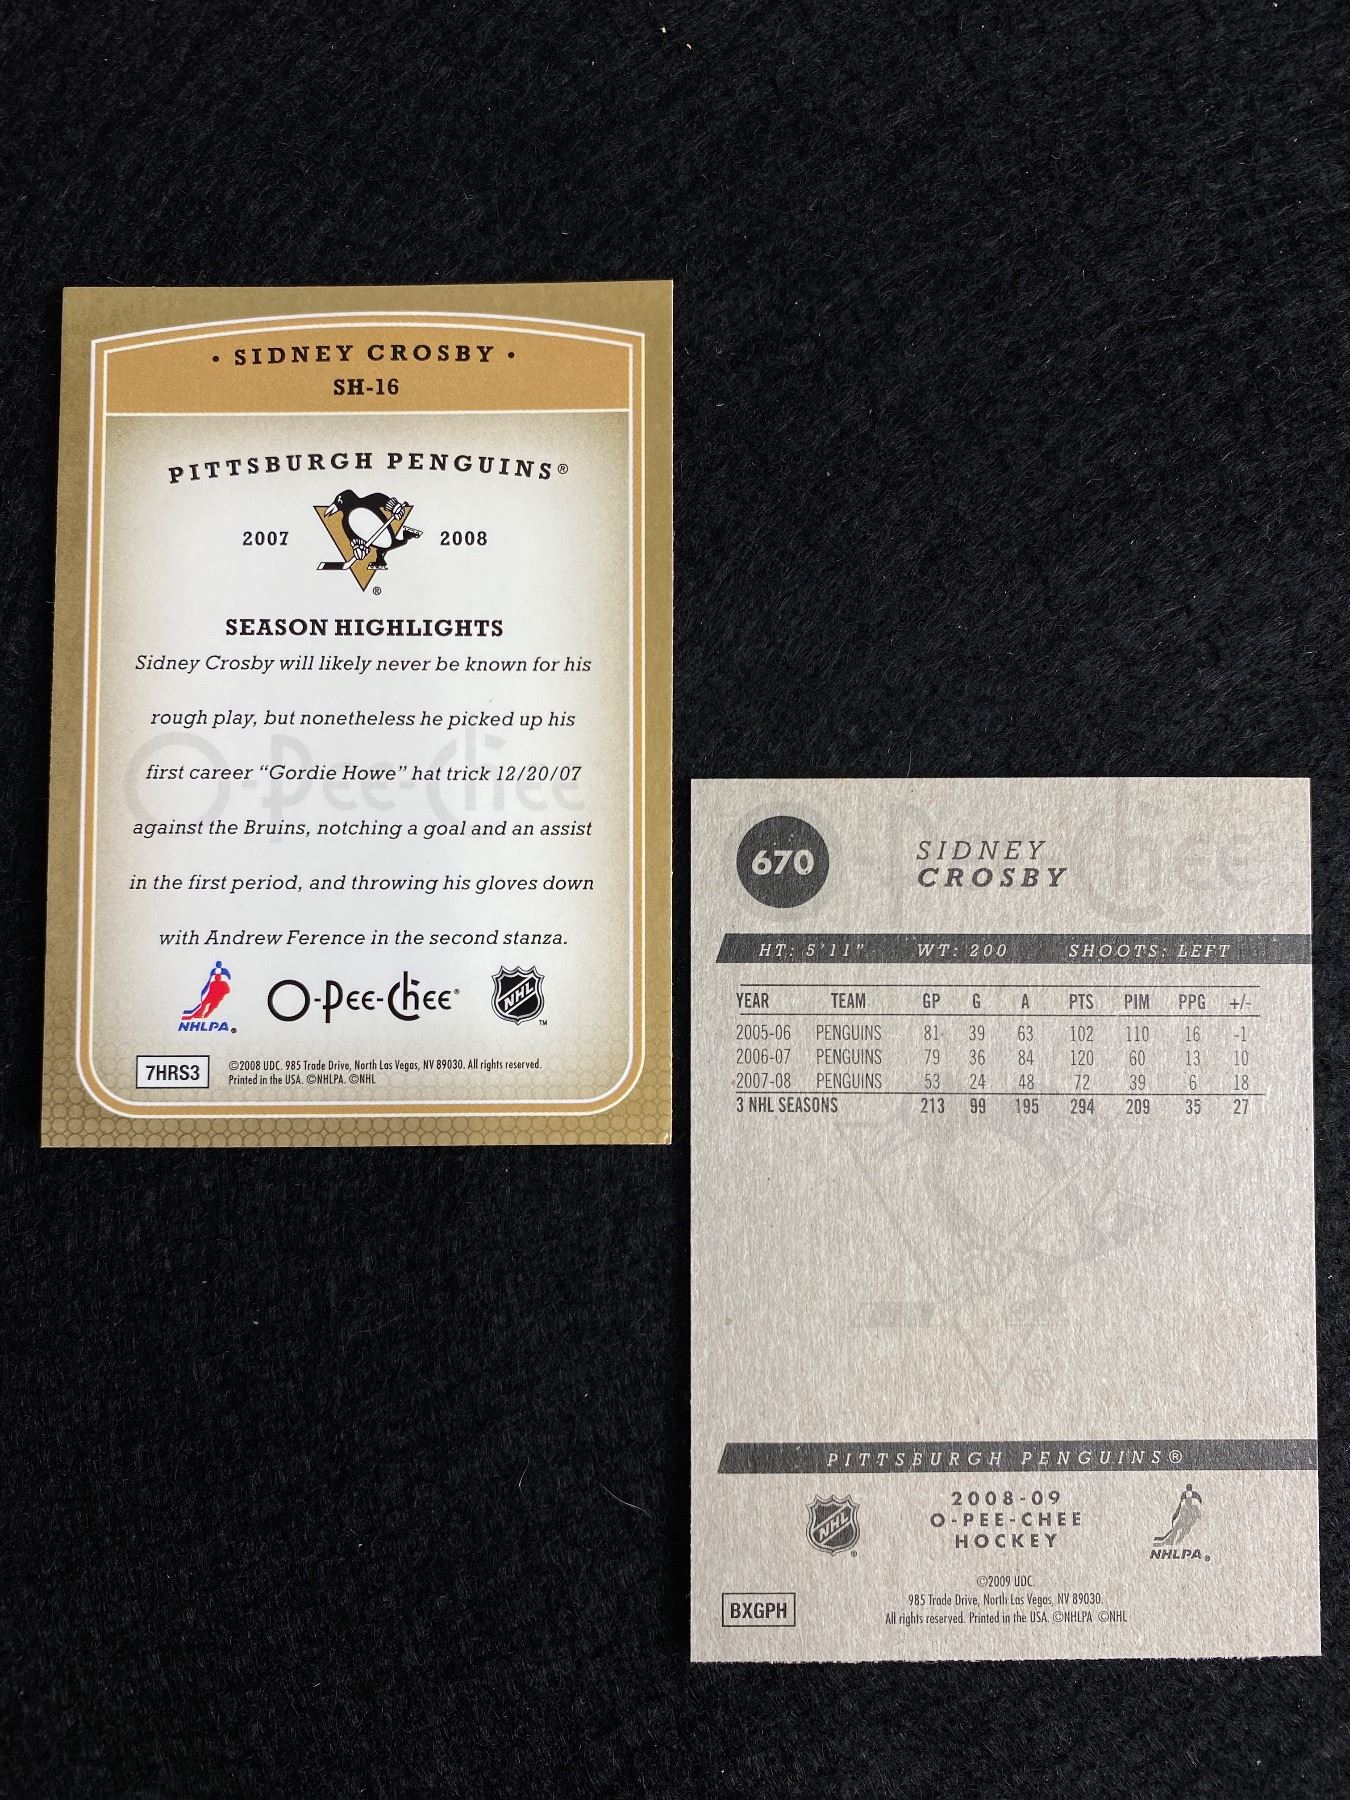 • SIDNEY CROSBY •
SH-16
PITTSBURGH PENGUINS®
2007 2008
®
SEASON HIGHLIGHTS
Sidney Crosby will likely never be known for his
rough play, but nonetheless he picked up his
first career “Gordie Howe” hat trick 12/20/07
against the Bruins, notching a goal and an assist
in the first period, and throwing his gloves down
with Andrew Ference in the second stanza.
O-Pee-Chee
NHLPA® O-Pee-Chee® NHL™
7HRS3
©2008 UDC. 985 Trade Drive, North Las Vegas, NV 89030. All rights reserved.
Printed in the USA. ©NHLPA. ©NHL
670
SIDNEY
CROSBY
HT: 5'11" WT: 200 SHOOTS: LEFT
YEAR TEAM GP G A PTS PIM PPG +/-
2005-06 PENGUINS 81 39 63 102 110 16 -1
2006-07 PENGUINS 79 36 84 120 60 13 10
2007-08 PENGUINS 53 24 48 72 39 6 18
3 NHL SEASONS 213 99 195 294 209 35 27
®
PITTSBURGH PENGUINS®
NHL®
2008-09
O-PEE-CHEE
HOCKEY
NHLPA®
©2009 UDC.
985 Trade Drive, North Las Vegas, NV 89030.
All rights reserved. Printed in the USA. ©NHLPA ©NHL
BXGPH